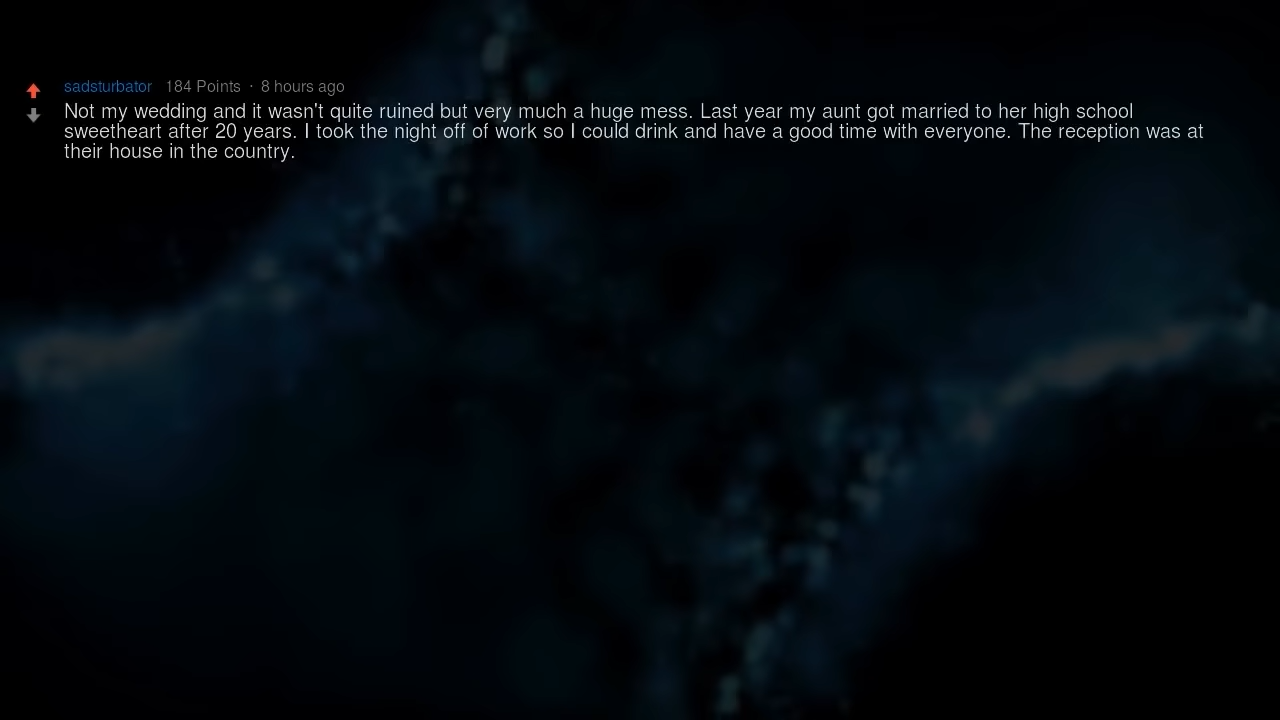 sadsturbator 184 Points · 8 hours ago
Not my wedding and it wasn't quite ruined but very much a huge mess. Last year my aunt got married to her high school
sweetheart after 20 years. I took the night off of work so I could drink and have a good time with everyone. The reception was at
their house in the country.